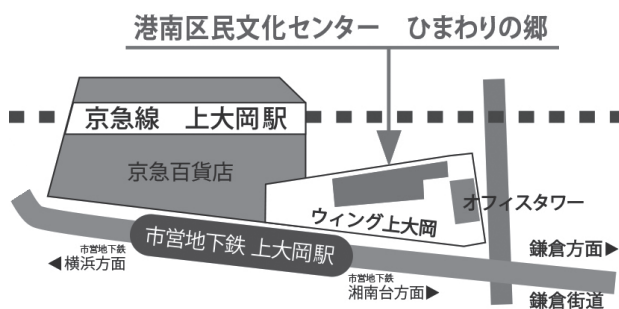 港南区民文化センター　ひまわりの郷
京急線　上大岡駅
京急百貨店
ウィング上大岡
オフィスタワー
市営地下鉄 上大岡駅
市営地下鉄
◀横浜方面
市営地下鉄
湘南台方面▶
鎌倉方面▶
鎌倉街道